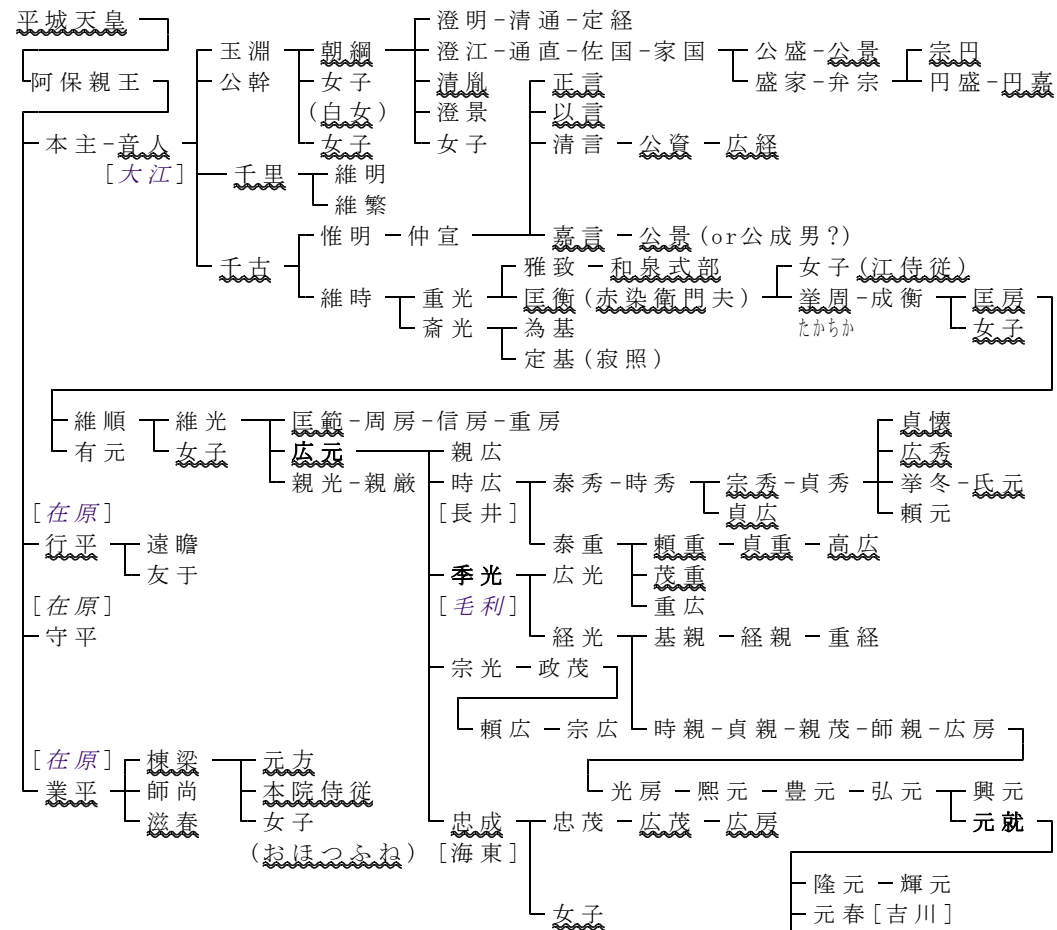 平城天皇 澄明-清通-定経
玉淵 朝綱 澄江-通直-佐国-家国 公盛-公景 宗円
阿保親王 公幹 女子 清胤 正言 盛家-弁宗 円盛-円嘉
(白女) 澄景 以言
本主-音人 女子 女子 清言 公資 広経
[大江] 千里 維明
維繁
惟明 仲宣 嘉言 公景(or公成男?)
千古 雅致 和泉式部 女子(江侍従)
維時 重光 匡衡(赤染衛門夫) 挙周-成衡 匡房
斎光 為基 たかちか 女子
定基(寂照)
維順 維光 匡範-周房-信房-重房 貞懐
有元 女子 広元 親広 広秀
親光-親厳 時広 泰秀-時秀 宗秀-貞秀 挙冬-氏元
[在原] [長井] 貞広 頼元
行平 遠瞻 泰重 頼重 貞重 高広
友于 季光 広光 茂重
[在原] [毛利] 重広
守平 経光 基親 経親 重経
宗光 政茂
頼広 宗広 時親-貞親-親茂-師親-広房
[在原] 棟梁 元方
業平 師尚 本院侍従 光房 熙元 豊元 弘元 興元
滋春 女子 忠成 忠茂 広茂 広房 元就
(おほつふね) [海東]
隆元 輝元
女子 元春[吉川]